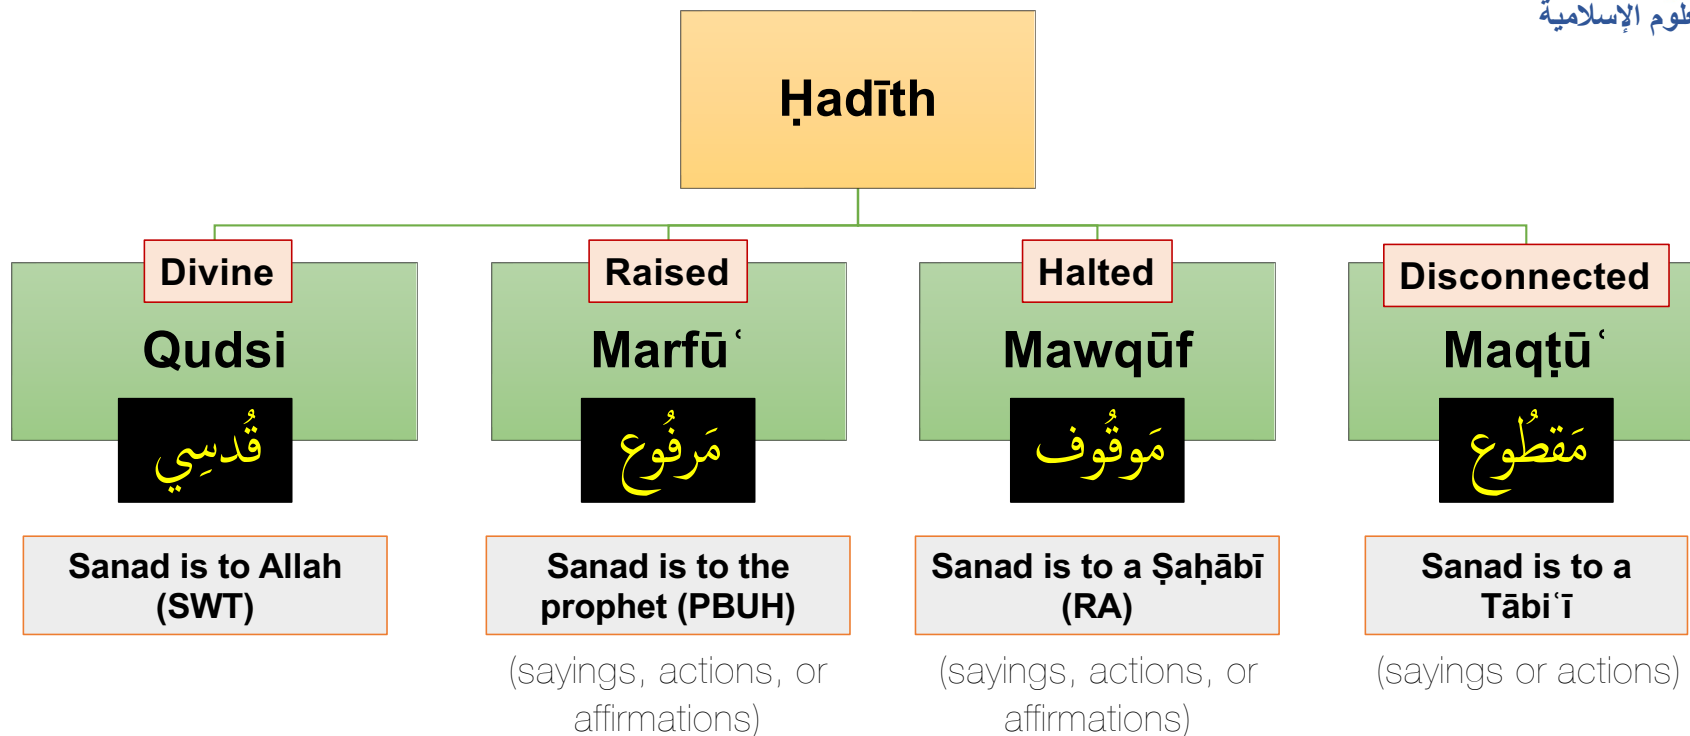 الإسلامية
Ḥadīth
Divine
Qudsi
قُدسِي
Sanad is to Allah
(SWT)
Raised
Marfūʿ
مَرفُوع
Sanad is to the
prophet (PBUH)
(sayings, actions, or
affirmations)
Halted
Mawqūf
مَوقُوف
Sanad is to a Ṣaḥābī
(RA)
(sayings, actions, or
affirmations)
Disconnected
Maqṭūʿ
مَقطُوع
Sanad is to a
Tābiʿī
(sayings or actions)